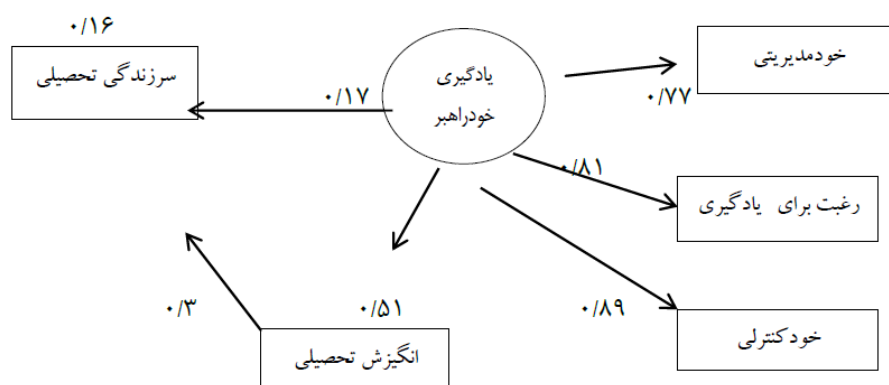 ۰/۱۶
سرزندگی تحصیلی
یادگیری
خودراهبر
خودمدیریتی
۰/۱۷
۰/۷۷
۰/۸۱
رغبت برای یادگیری
۰/۳
۰/۵۱
۰/۸۹
انگیزش تحصیلی
خودکنترلی